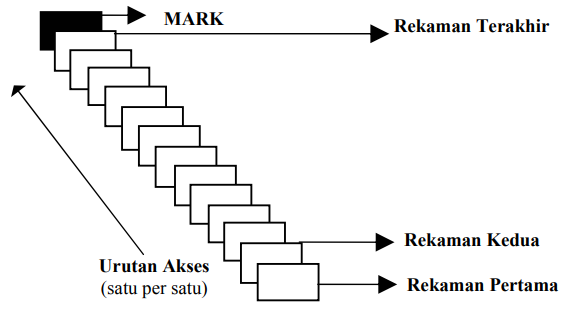 MARK
Rekaman Terakhir
Rekaman Kedua
Urutan Akses
(satu per satu)
Rekaman Pertama